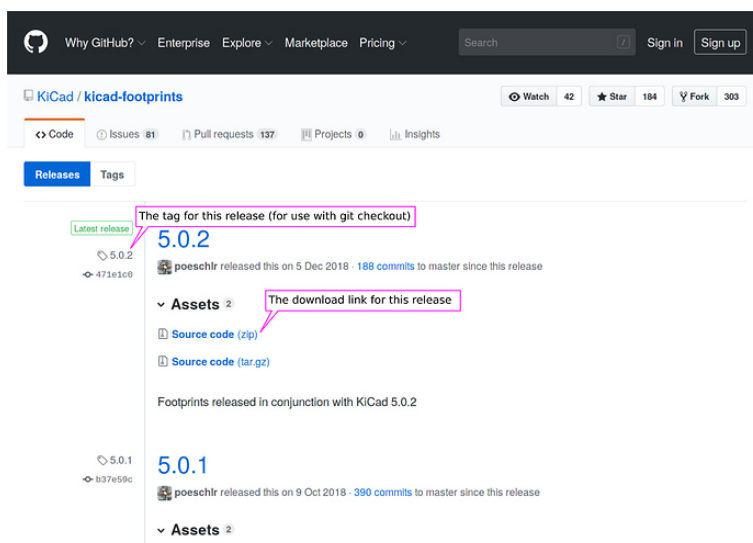 Why GitHub? Enterprise Explore Marketplace Pricing Search / Sign in Sign up
KiCad / kicad-footprints Watch 42 Star 184 Fork 303
Code Issues 81 Pull requests 137 Projects 0 Insights
Releases Tags
The tag for this release (for use with git checkout)
Latest release
5.0.2
5.0.2
471e1c0
poeschlr released this on 5 Dec 2018 · 188 commits to master since this release
Assets 2
The download link for this release
Source code (zip)
Source code (tar.gz)
Footprints released in conjunction with KiCad 5.0.2
5.0.1
5.0.1
b37e59c
poeschlr released this on 9 Oct 2018 · 390 commits to master since this release
Assets 2